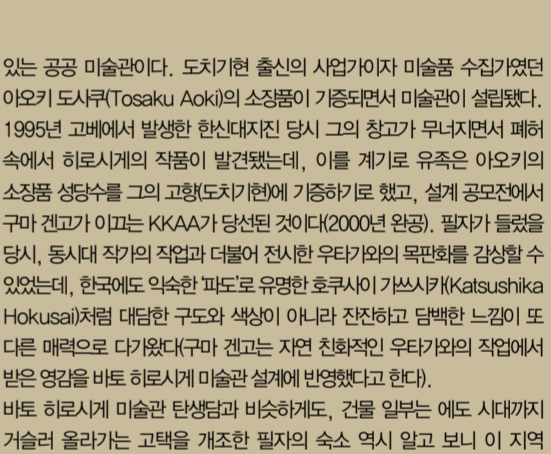 있는 공공 미술관이다. 도치기현 출신의 사업가이자 미술품 수집가였던
아오키 도사쿠(Tosaku Aoki)의 소장품이 기증되면서 미술관이 설립됐다.
1995년 고베에서 발생한 한신대지진 당시 그의 창고가 무너지면서 폐허
속에서 히로시게의 작품이 발견됐는데, 이를 계기로 유족은 아오키의
소장품 성당수를 그의 고향(도치기현)에 기증하기로 했고, 설계 공모전에서
구마 겐고가 이끄는 KKAA가 당선된 것이다(2000년 완공). 필자가 들렀을
당시, 동시대 작가의 작업과 더불어 전시한 우타가와의 목판화를 감상할 수
있었는데, 한국에도 익숙한 '파도'로 유명한 호쿠사이 가쓰시카(Katsushika
Hokusai)처럼 대담한 구도와 색상이 아니라 잔잔하고 담백한 느낌이 또
다른 매력으로 다가왔다(구마 겐고는 자연 친화적인 우타가와의 작업에서
받은 영감을 바토 히로시게 미술관 설계에 반영했다고 한다).
바토 히로시게 미술관 탄생담과 비슷하게도, 건물 일부는 에도 시대까지
거슬러 올라가는 고택을 개조한 필자의 숙소 역시 알고 보니 이 지역